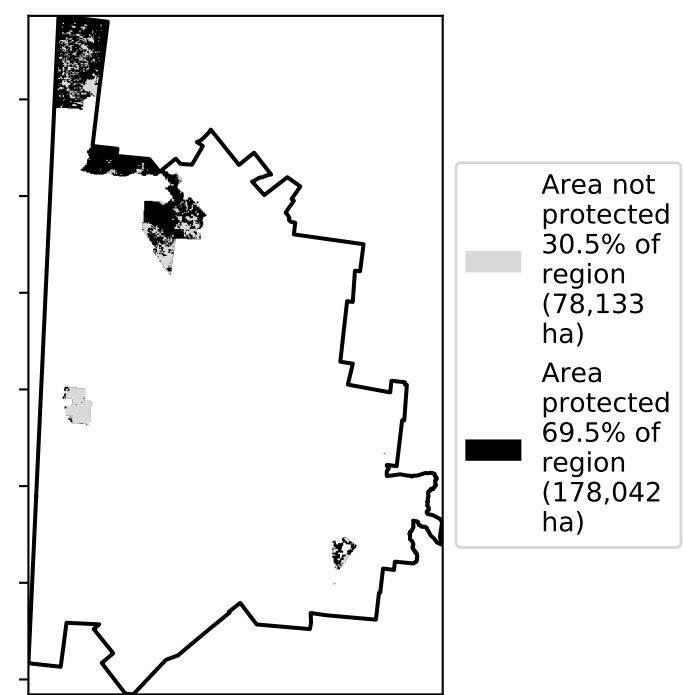 Area not
protected
30.5% of
region
(78,133
ha)
Area
protected
69.5% of
region
(178,042
ha)